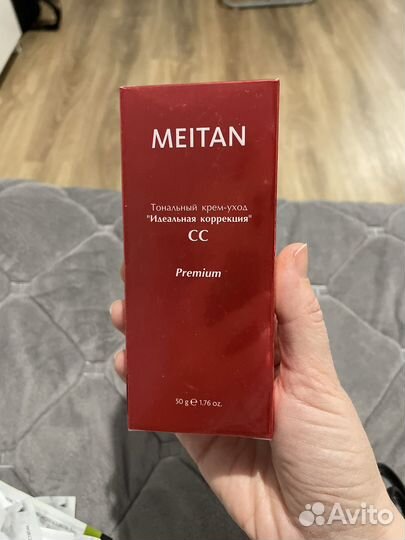 MEITAN
Тональный крем-уход
"Идеальная коррекция"
CC
Premium
50 g ℮ 1.76 oz.
Avito